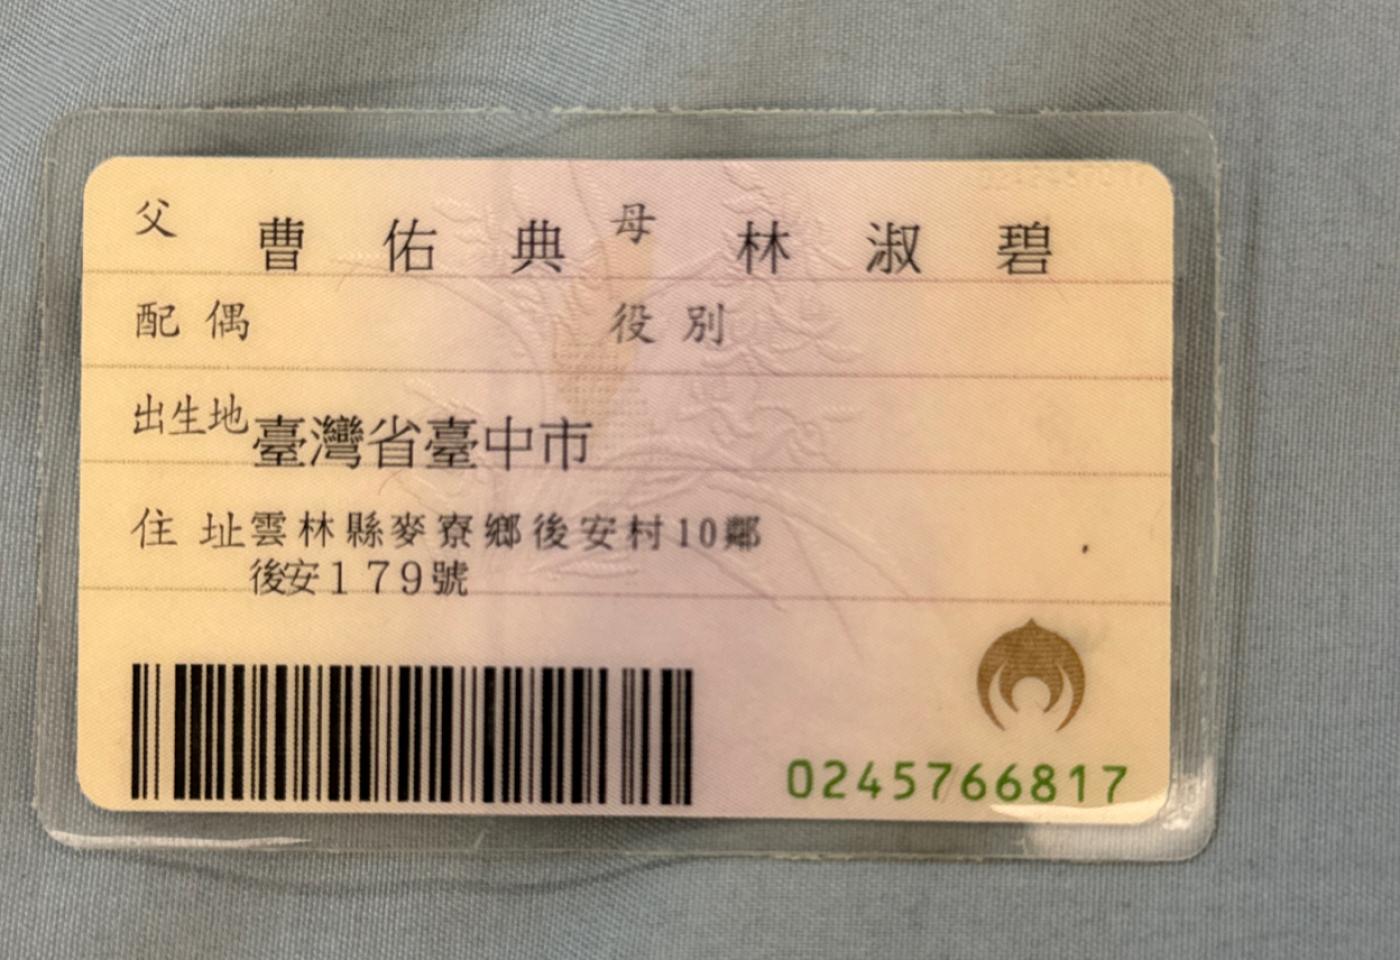 父 曹佑典 母 林淑碧
配偶 役別
出生地 臺灣省臺中市
住址 雲林縣麥寮鄉後安村10鄰
後安179號
0245766817